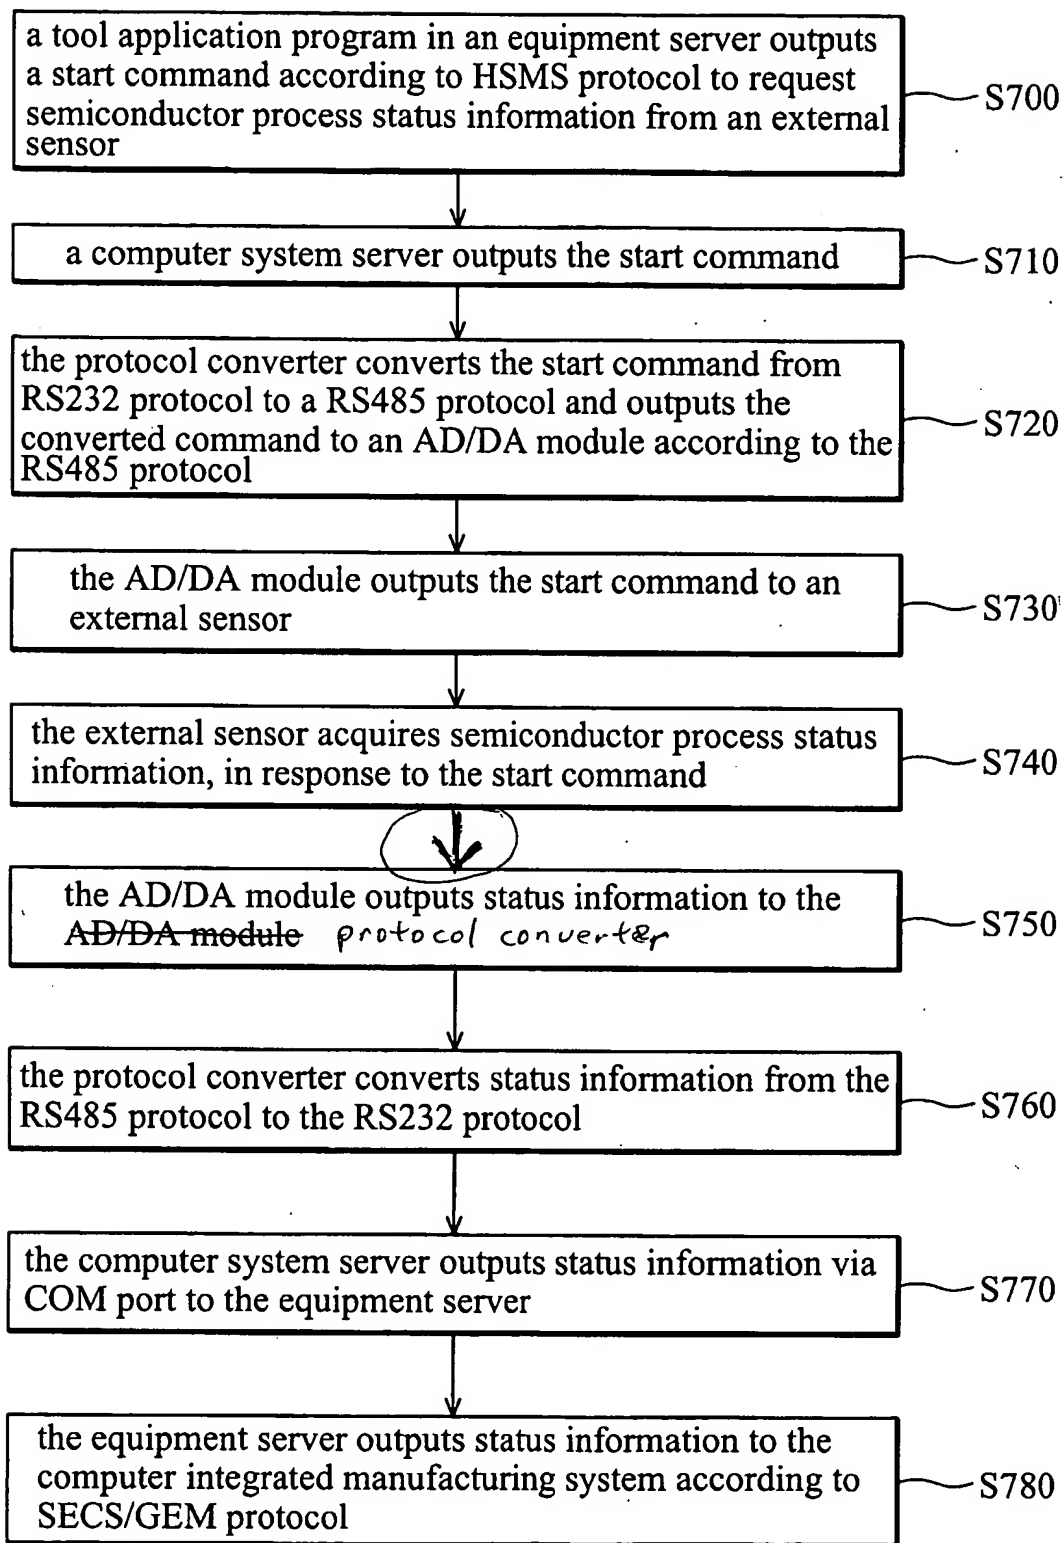 a tool application program in an equipment server outputs
a start command according to HSMS protocol to request
semiconductor process status information from an external
sensor
S700
a computer system server outputs the start command
S710
the protocol converter converts the start command from
RS232 protocol to a RS485 protocol and outputs the
converted command to an AD/DA module according to the
RS485 protocol
S720
the AD/DA module outputs the start command to an
external sensor
S730
the external sensor acquires semiconductor process status
information, in response to the start command
S740
the AD/DA module outputs status information to the
AD/DA module protocol converter
S750
the protocol converter converts status information from the
RS485 protocol to the RS232 protocol
S760
the computer system server outputs status information via
COM port to the equipment server
S770
the equipment server outputs status information to the
computer integrated manufacturing system according to
SECS/GEM protocol
S780